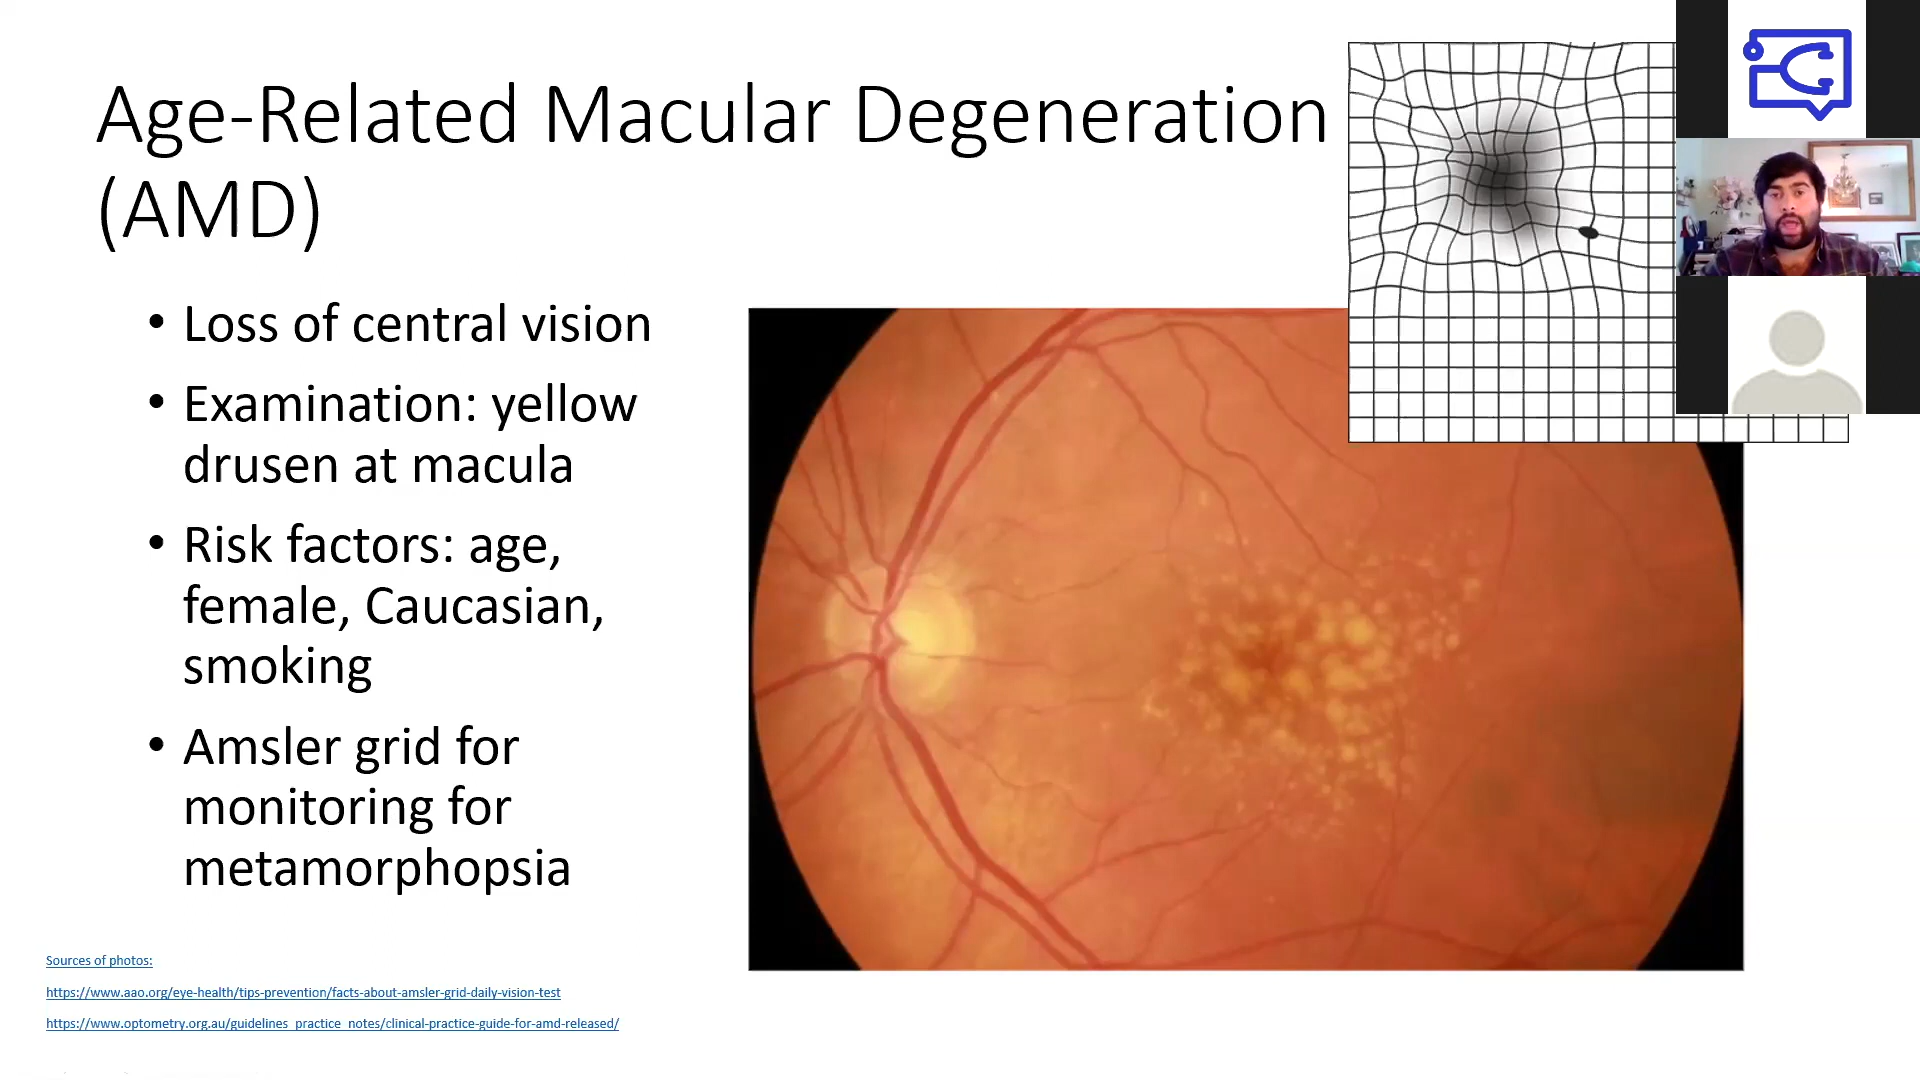 Age-Related Macular Degeneration
(AMD)
• Loss of central vision
• Examination: yellow
drusen at macula
• Risk factors: age,
female, Caucasian,
smoking
• Amsler grid for
monitoring for
metamorphopsia
Sources of photos:
https://www.aao.org/eye-health/tips-prevention/facts-about-amsler-grid-daily-vision-test
https://www.optometry.org.au/guidelines_practice_notes/clinical-practice-guide-for-amd-released/